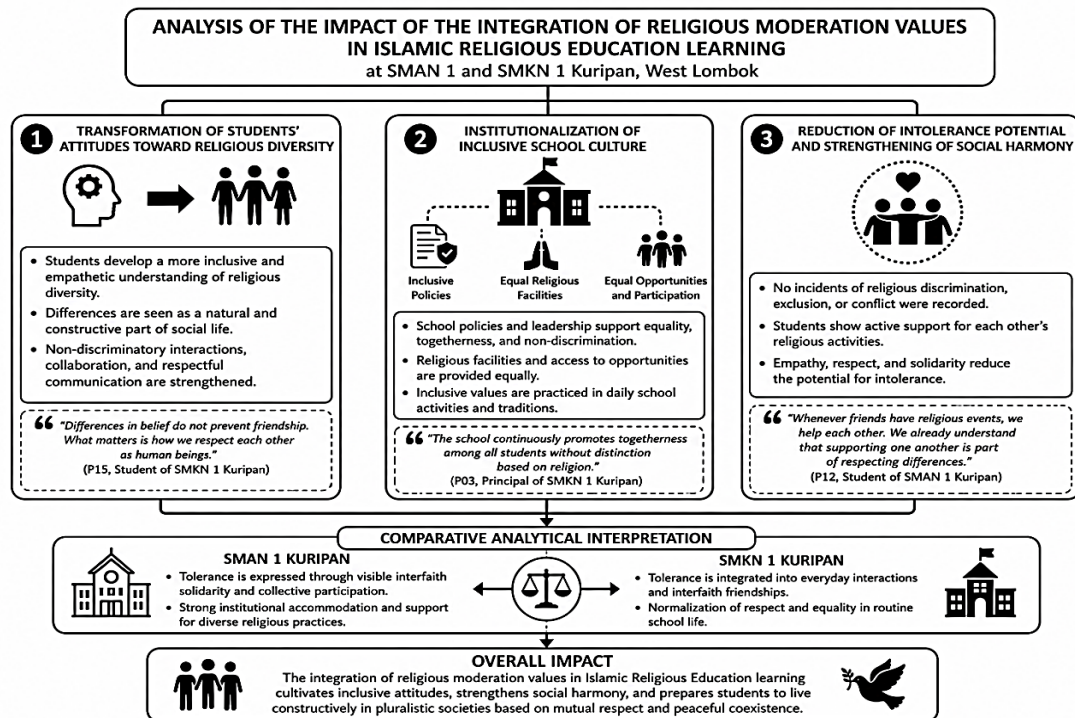 ANALYSIS OF THE IMPACT OF THE INTEGRATION OF RELIGIOUS MODERATION VALUES
IN ISLAMIC RELIGIOUS EDUCATION LEARNING
at SMAN 1 and SMKN 1 Kuripan, West Lombok
1
TRANSFORMATION OF STUDENTS'
ATTITUDES TOWARD RELIGIOUS DIVERSITY
• Students develop a more inclusive and
empathetic understanding of religious
diversity.
• Differences are seen as a natural and
constructive part of social life.
• Non-discriminatory interactions,
collaboration, and respectful
communication are strengthened.
"Differences in belief do not prevent friendship.
What matters is how we respect each other
as human beings."
(P15, Student of SMKN 1 Kuripan)
2
INSTITUTIONALIZATION OF
INCLUSIVE SCHOOL CULTURE
Inclusive
Policies
Equal Religious
Facilities
Equal Opportunities
and Participation
• School policies and leadership support equality,
togetherness, and non-discrimination.
• Religious facilities and access to opportunities
are provided equally.
• Inclusive values are practiced in daily school
activities and traditions.
"The school continuously promotes togetherness
among all students without distinction
based on religion."
(P03, Principal of SMKN 1 Kuripan)
3
REDUCTION OF INTOLERANCE POTENTIAL
AND STRENGTHENING OF SOCIAL HARMONY
• No incidents of religious discrimination,
exclusion, or conflict were recorded.
• Students show active support for each other's
religious activities.
• Empathy, respect, and solidarity reduce
the potential for intolerance.
"Whenever friends have religious events, we
help each other. We already understand
that supporting one another is part
of respecting differences."
(P12, Student of SMAN 1 Kuripan)
COMPARATIVE ANALYTICAL INTERPRETATION
SMAN 1 KURIPAN
• Tolerance is expressed through visible interfaith
solidarity and collective participation.
• Strong institutional accommodation and support
for diverse religious practices.
SMKN 1 KURIPAN
• Tolerance is integrated into everyday interactions
and interfaith friendships.
• Normalization of respect and equality in routine
school life.
OVERALL IMPACT
The integration of religious moderation values in Islamic Religious Education learning
cultivates inclusive attitudes, strengthens social harmony, and prepares students to live
constructively in pluralistic societies based on mutual respect and peaceful coexistence.